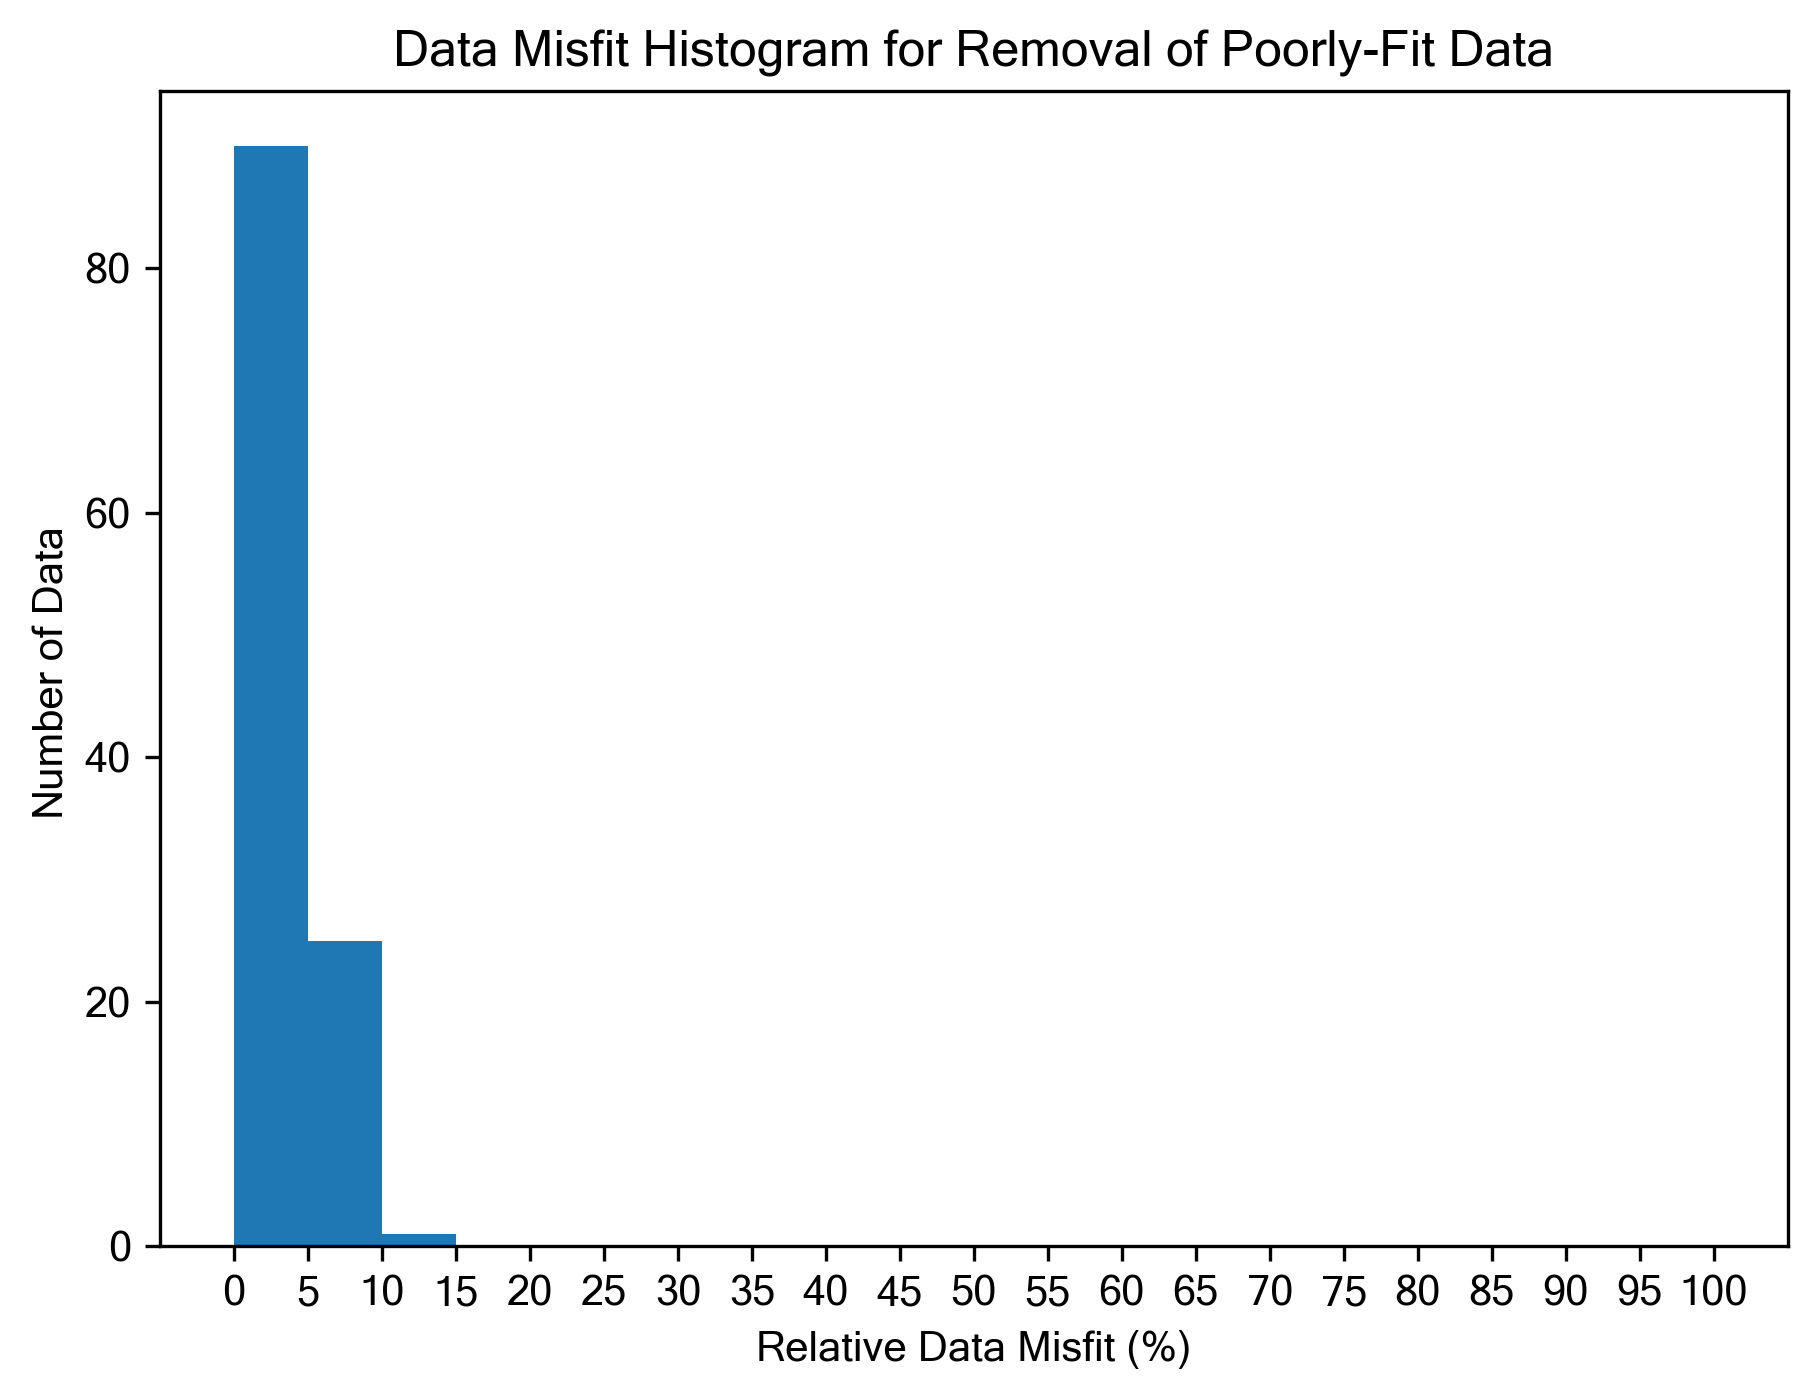 Data Misfit Histogram for Removal of Poorly-Fit Data
Number of Data
80
60
40
20
0
0 5 10 15 20 25 30 35 40 45 50 55 60 65 70 75 80 85 90 95 100
Relative Data Misfit (%)